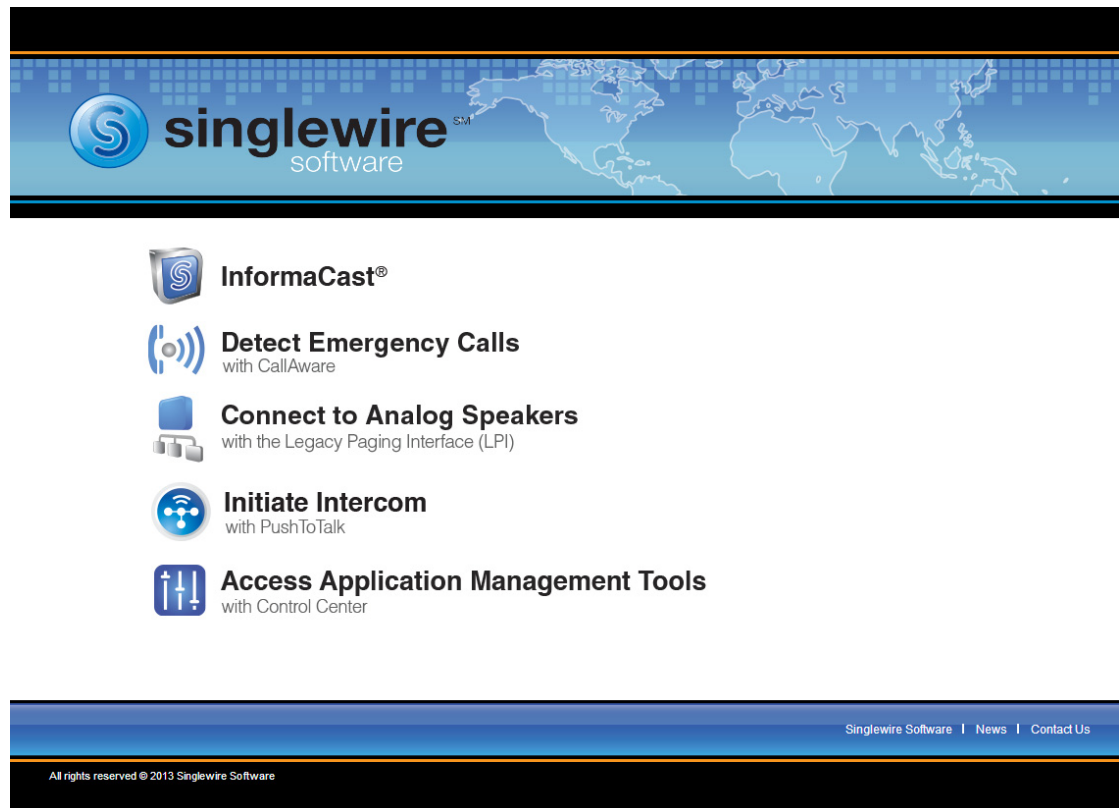 singlewire SM
software
InformaCast®
Detect Emergency Calls
with CallAware
Connect to Analog Speakers
with the Legacy Paging Interface (LPI)
Initiate Intercom
with PushToTalk
Access Application Management Tools
with Control Center
Singlewire Software | News | Contact Us
All rights reserved © 2013 Singlewire Software